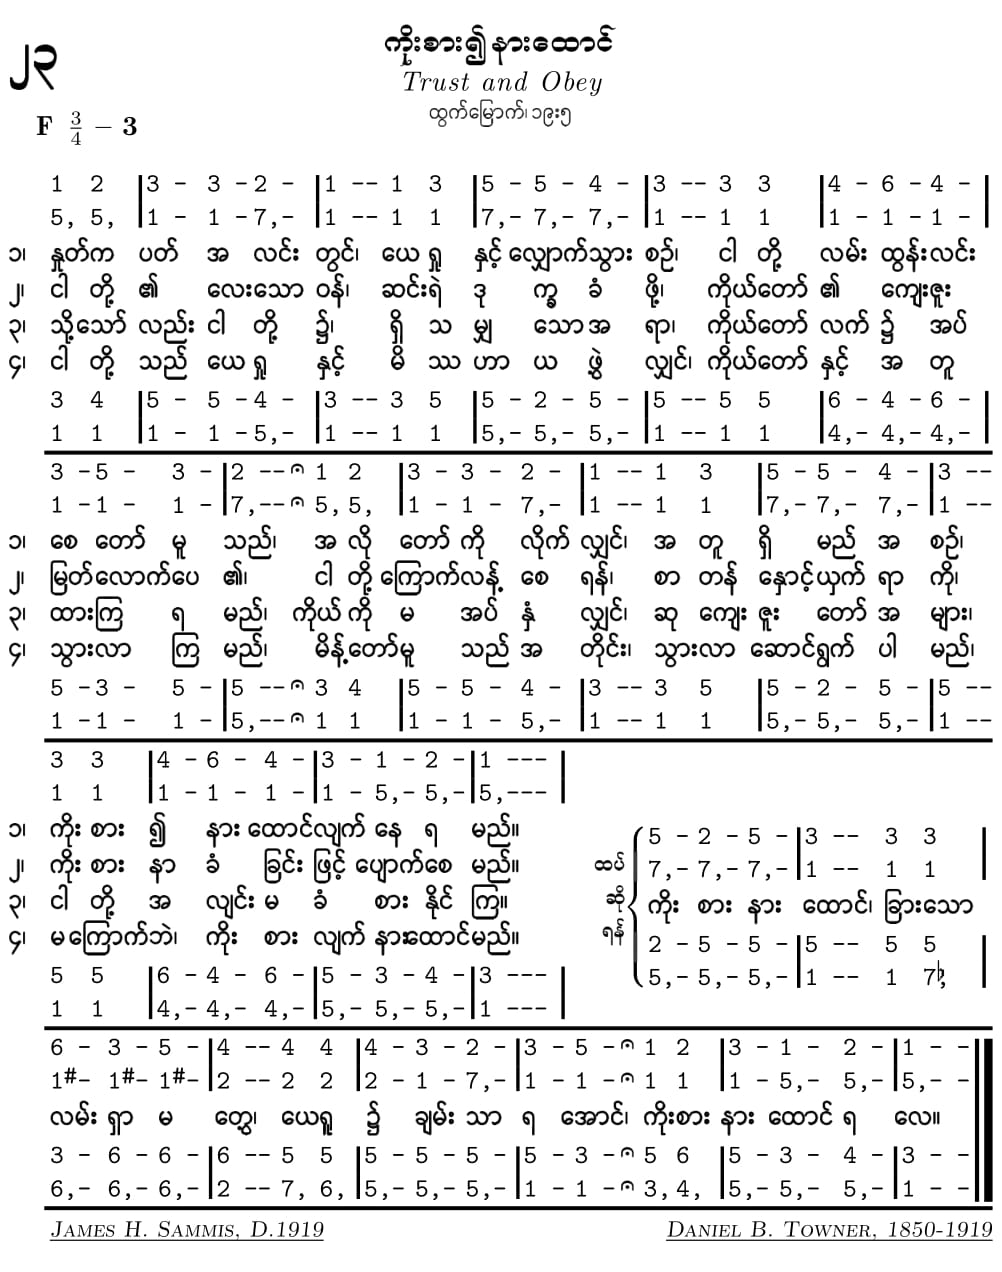 ၂၃
ကိုးစား၍နားထောင်
Trust and Obey
ထွက်မြောက်၊ ၁၉း၅
F 3/4 – 3
1 2 |3 - 3 -2 - |1 -- 1 3 |5 - 5 - 4 - |3 -- 3 3 |4 - 6 -4 - |
5, 5, |1 - 1 -7,- |1 -- 1 1 |7,- 7,- 7,- |1 -- 1 1 |1 - 1 -1 - |
၁၊ နှုတ်က ပတ် အ လင်း တွင်၊ ယေ ရှု နှင့် လျှောက်သွား စဉ်၊ ငါ တို့ လမ်း ထွန်းလင်း
၂၊ ငါ တို့ ၏ လေးသော ဝန်၊ ဆင်းရဲ ဒု က္ခ ခံ ဖို့၊ ကိုယ်တော် ၏ ကျေးဇူး
၃၊ သို့သော် လည်း ငါ တို့ ၌၊ ရှိ သ မျှ သောအ ရာ၊ ကိုယ်တော် လက် ၌ အပ်
၄၊ ငါ တို့ သည် ယေ ရှု နှင့် မိ ဿ ဟာ ယ ဖွဲ့ လျှင်၊ ကိုယ်တော် နှင့် အ တူ
3 4 |5 - 5 -4 - |3 -- 3 5 |5 - 2 - 5 - |5 -- 5 5 |6 - 4 -6 - |
1 1 |1 - 1 -5,- |1 -- 1 1 |5,- 5,- 5,- |1 -- 1 1 |4,- 4,-4,- |
3 -5 - 3 - |2 --𝄐 1 2 |3 - 3 - 2 - |1 -- 1 3 |5 - 5 - 4 - |3 --
1 -1 - 1 - |7,--𝄐 5, 5, |1 - 1 - 7,- |1 -- 1 1 |7,- 7,- 7,- |1 --
၁၊ စေ တော် မူ သည်၊ အ လို တော် ကို လိုက် လျှင်၊ အ တူ ရှိ မည် အ စဉ်၊
၂၊ မြတ်လောက်ပေ ၏၊ ငါ တို့ ကြောက်လန့် စေ ရန်၊ စာ တန် နှောင့်ယှက် ရာ ကို၊
၃၊ ထားကြ ရ မည်၊ ကိုယ် ကို မ အပ် နှံ လျှင်၊ ဆု ကျေး ဇူး တော် အ များ၊
၄၊ သွားလာ ကြ မည်၊ မိန့်တော်မူ သည် အ တိုင်း၊ သွားလာ ဆောင်ရွက် ပါ မည်၊
5 -3 - 5 - |5 --𝄐 3 4 |5 - 5 - 4 - |3 -- 3 5 |5 - 2 - 5 - |5 --
1 -1 - 1 - |5,--𝄐 1 1 |1 - 1 - 5,- |1 -- 1 1 |5,- 5,- 5,- |1 --
3 3 |4 - 6 - 4 - |3 - 1 - 2 - |1 --- |
1 1 |1 - 1 - 1 - |1 - 5,- 5,- |5,--- |
၁၊ ကိုး စား ၍ နား ထောင်လျက် နေ ရ မည်။
၂၊ ကိုး စား နာ ခံ ခြင်း ဖြင့် ပျောက်စေ မည်။
၃၊ ငါ တို့ အ လျင်း မ ခံ စား နိုင် ကြ။
၄၊ မကြောက်ဘဲ၊ ကိုး စား လျက် နားထောင်မည်။
5 5 |6 - 4 - 6 - |5 - 3 - 4 - |3 --- |
1 1 |4,- 4,- 4,- |5,- 5,- 5,- |1 --- |
ထပ်ဆိုရန်
5 - 2 - 5 - |3 -- 3 3 |
7,- 7,- 7,- |1 -- 1 1 |
ကိုး စား နား ထောင်၊ ခြားသော
2 - 5 - 5 - |5 -- 5 5 |
5,- 5,- 5,- |1 -- 1 7♭, |
6 - 3 - 5 - |4 -- 4 4 |4 - 3 - 2 - |3 - 5 -𝄐 1 2 |3 - 1 - 2 - |1 - -
1#- 1#- 1#- |2 -- 2 2 |2 - 1 - 7,- |1 - 1 -𝄐 1 1 |1 - 5,- 5,- |5,- -
လမ်း ရှာ မ တွေ့၊ ယေရှု ၌ ချမ်း သာ ရ အောင်၊ ကိုးစား နား ထောင် ရ လေ။
3 - 6 - 6 - |6 -- 5 5 |5 - 5 - 5 - |5 - 3 -𝄐 5 6 |5 - 3 - 4 - |3 - -
6,- 6,- 6,- |2 -- 7, 6, |5,- 5,- 5,- |1 - 1 -𝄐 3, 4, |5,- 5,- 5,- |1 - -
JAMES H. SAMMIS, D.1919
DANIEL B. TOWNER, 1850-1919